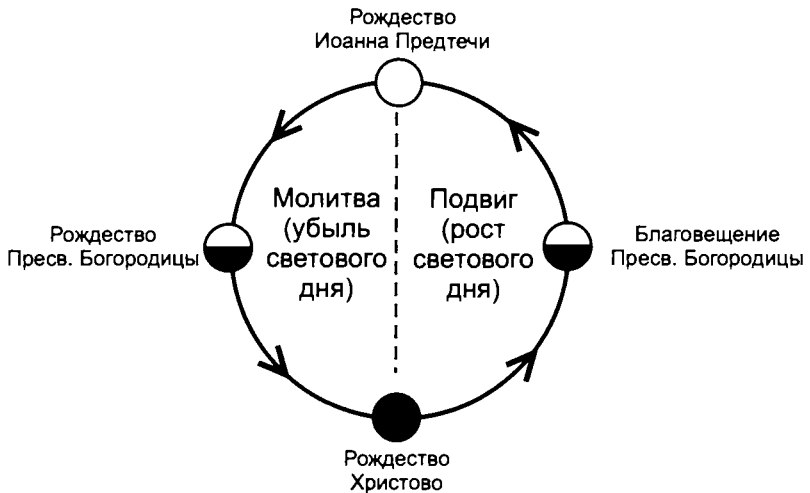 Рождество
Иоанна Предтечи
Молитва
(убыль
светового
дня)
Подвиг
(рост
светового
дня)
Рождество
Пресв. Богородицы
Благовещение
Пресв. Богородицы
Рождество
Христово